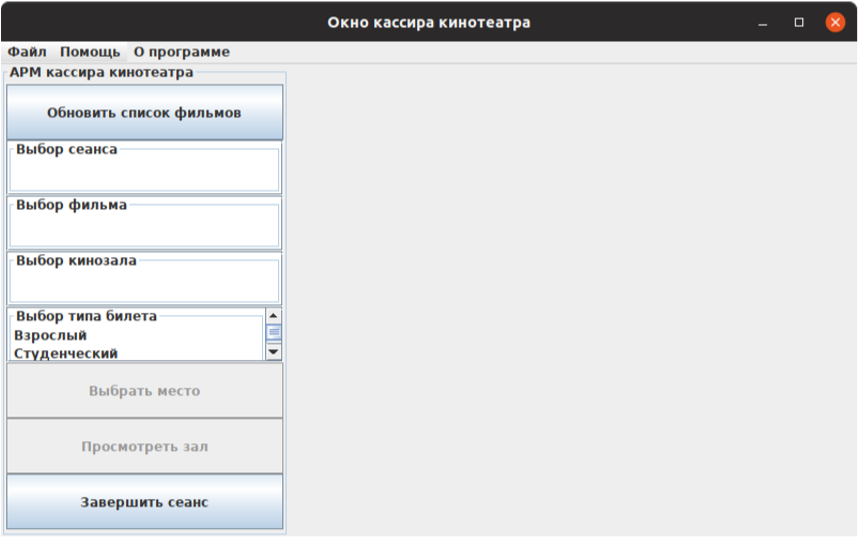 Окно кассира кинотеатра
Файл Помощь О программе
АРМ кассира кинотеатра
Обновить список фильмов
Выбор сеанса
Выбор фильма
Выбор кинозала
Выбор типа билета
Взрослый
Студенческий
Выбрать место
Просмотреть зал
Завершить сеанс